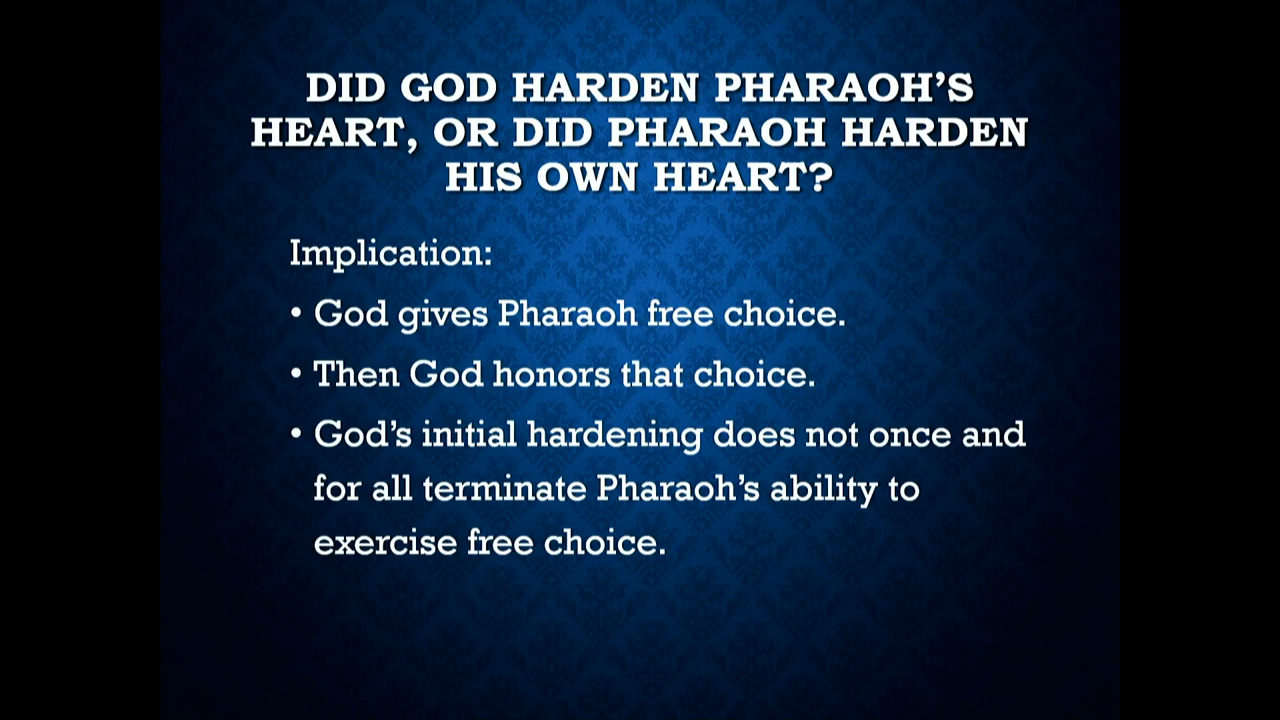 DID GOD HARDEN PHARAOH’S
HEART, OR DID PHARAOH HARDEN
HIS OWN HEART?
Implication:
• God gives Pharaoh free choice.
• Then God honors that choice.
• God’s initial hardening does not once and
for all terminate Pharaoh’s ability to
exercise free choice.